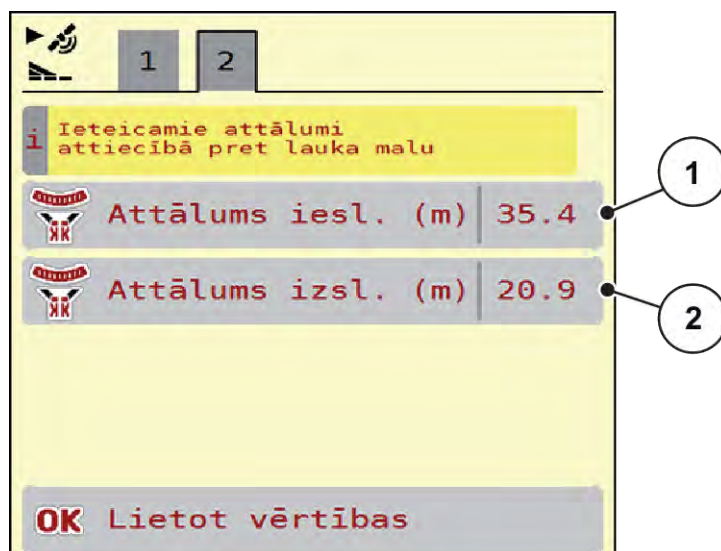 1 2
i Ieteicamie attālumi
attiecībā pret lauka malu
Attālums iesl. (m) 35.4
1
Attālums izsl. (m) 20.9
2
OK Lietot vērtības